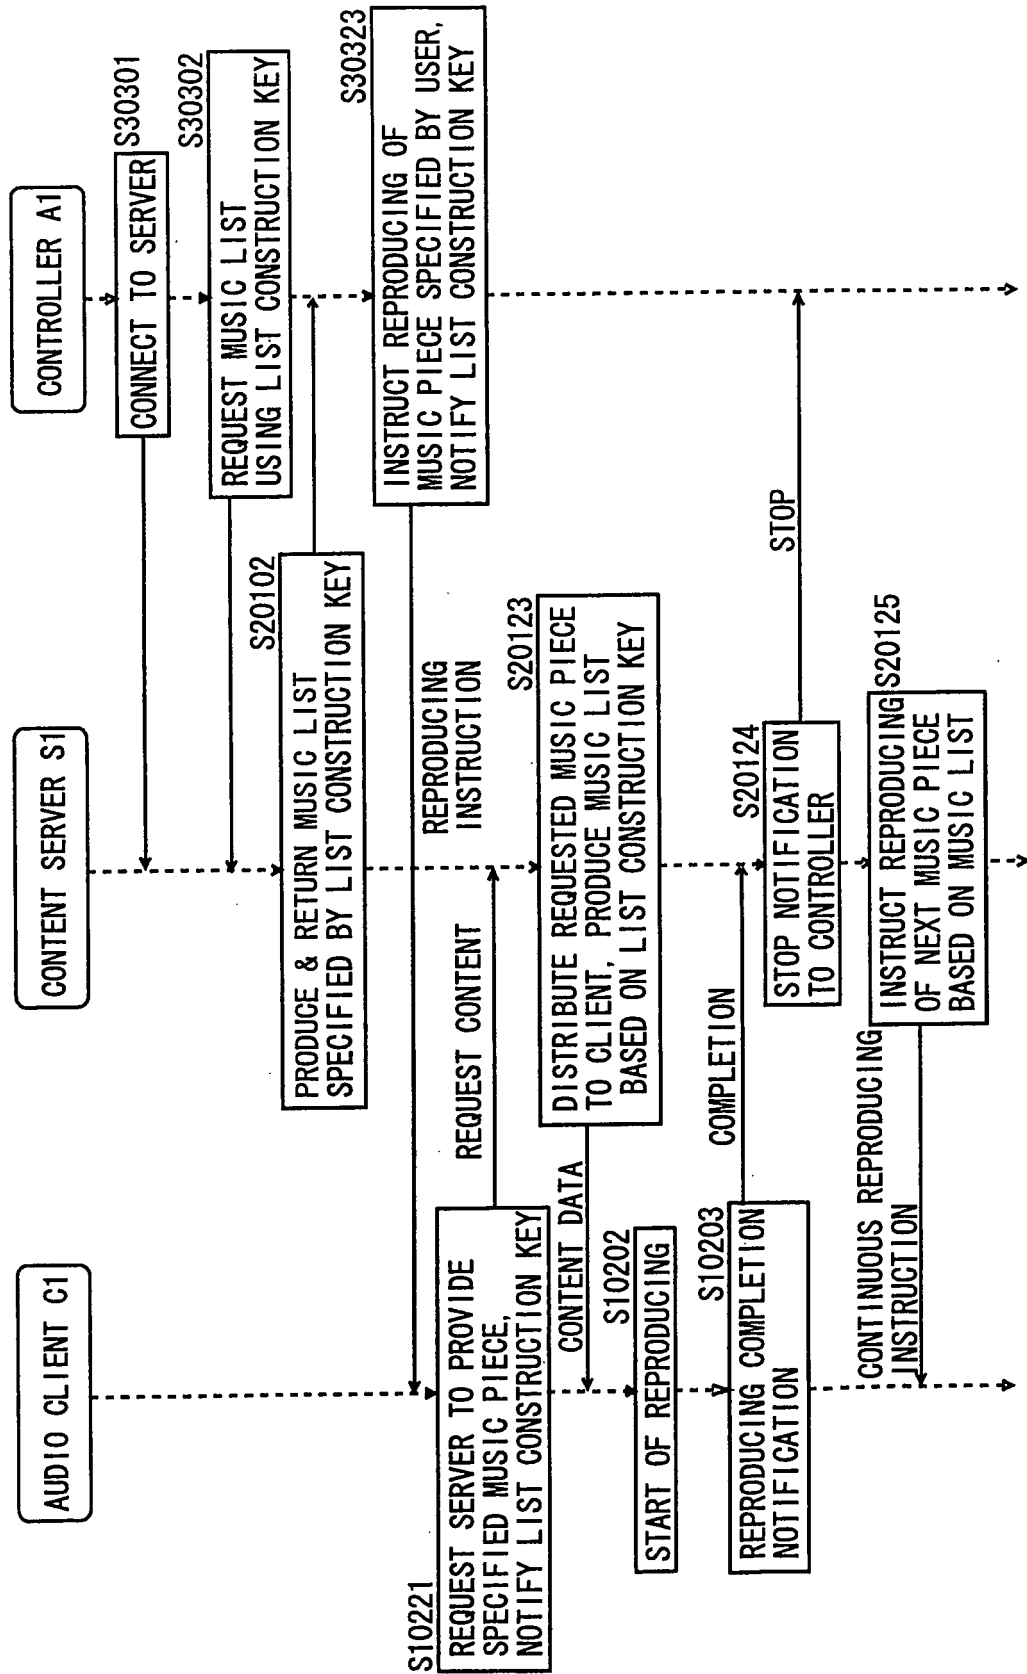 AUDIO CLIENT C1
CONTENT SERVER S1
CONTROLLER A1
S30301
CONNECT TO SERVER
S30302
REQUEST MUSIC LIST
USING LIST CONSTRUCTION KEY
S20102
PRODUCE & RETURN MUSIC LIST
SPECIFIED BY LIST CONSTRUCTION KEY
S30323
INSTRUCT REPRODUCING OF
MUSIC PIECE SPECIFIED BY USER,
NOTIFY LIST CONSTRUCTION KEY
REPRODUCING
INSTRUCTION
S10221
REQUEST SERVER TO PROVIDE
SPECIFIED MUSIC PIECE,
NOTIFY LIST CONSTRUCTION KEY
REQUEST CONTENT
S20123
DISTRIBUTE REQUESTED MUSIC PIECE
TO CLIENT, PRODUCE MUSIC LIST
BASED ON LIST CONSTRUCTION KEY
CONTENT DATA
S10202
START OF REPRODUCING
S10203
REPRODUCING COMPLETION
NOTIFICATION
COMPLETION
S20124
STOP NOTIFICATION
TO CONTROLLER
STOP
S20125
INSTRUCT REPRODUCING
OF NEXT MUSIC PIECE
BASED ON MUSIC LIST
CONTINUOUS REPRODUCING
INSTRUCTION